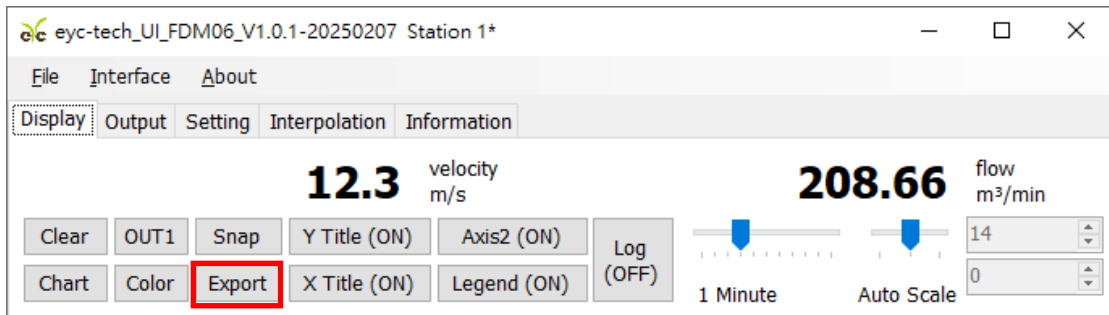 eyc eyc-tech_UI_FDM06_V1.0.1-20250207 Station 1*
File Interface About
Display Output Setting Interpolation Information
12.3 velocity m/s 208.66 flow m³/min
Clear OUT1 Snap Y Title (ON) Axis2 (ON) Log (OFF) 14
Chart Color Export X Title (ON) Legend (ON) 1 Minute Auto Scale 0